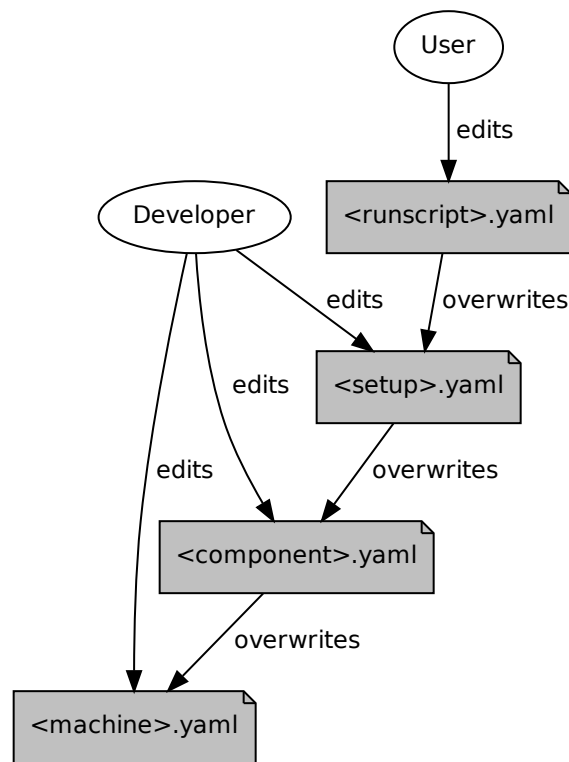 User
edits
<runscript>.yaml
Developer
edits
overwrites
<setup>.yaml
edits
overwrites
edits
<component>.yaml
overwrites
<machine>.yaml